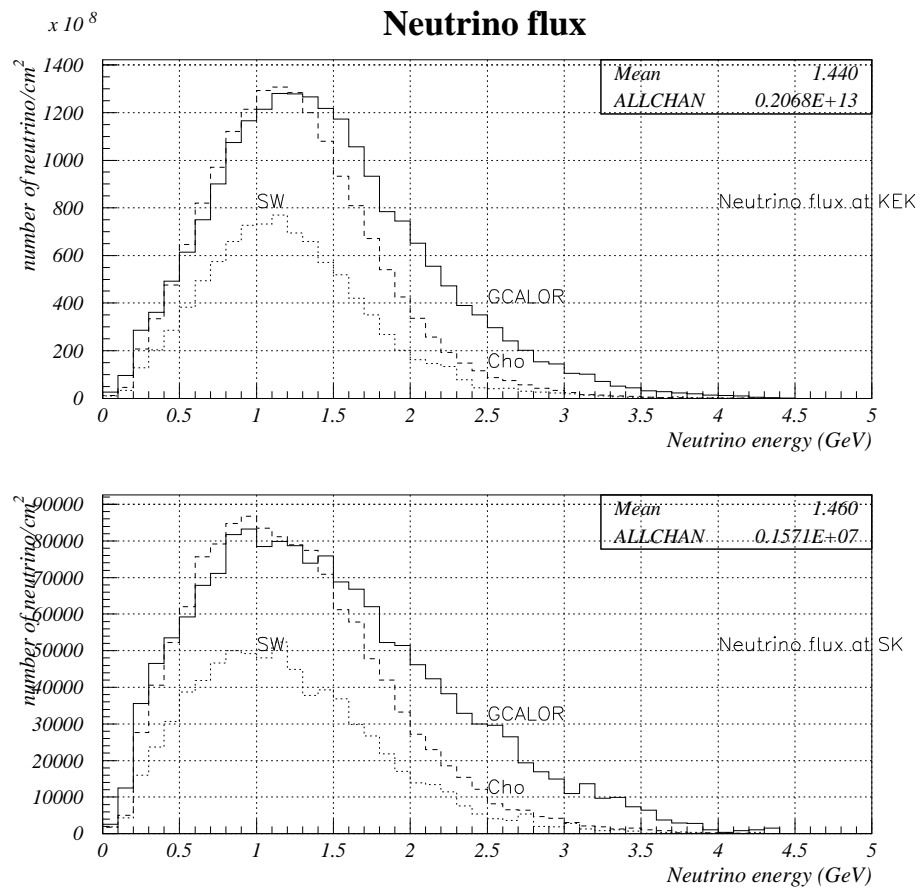 Neutrino flux
x 10^8
number of neutrino/cm^2
1400
1200
1000
800
600
400
200
0
Mean 1.440
ALLCHAN 0.2068E+13
SW
Neutrino flux at KEK
GCALOR
Cho
0 0.5 1 1.5 2 2.5 3 3.5 4 4.5 5
Neutrino energy (GeV)
number of neutrino/cm^2
90000
80000
70000
60000
50000
40000
30000
20000
10000
0
Mean 1.460
ALLCHAN 0.1571E+07
SW
Neutrino flux at SK
GCALOR
Cho
0 0.5 1 1.5 2 2.5 3 3.5 4 4.5 5
Neutrino energy (GeV)